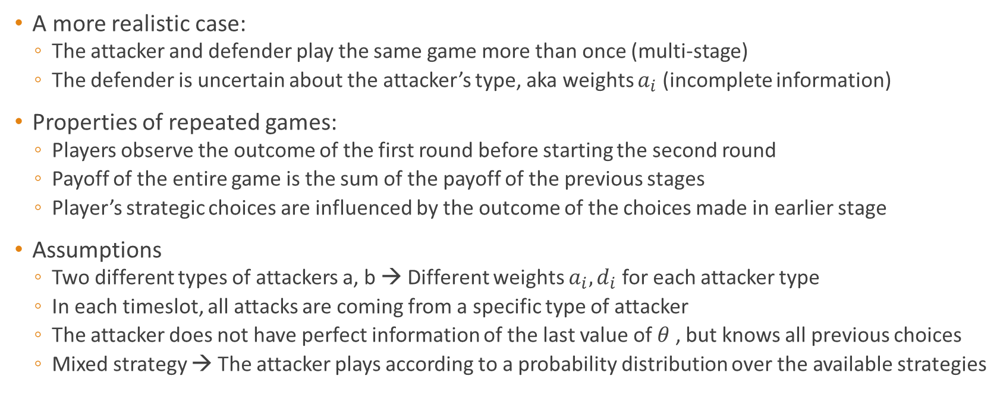 • A more realistic case:
◦ The attacker and defender play the same game more than once (multi-stage)
◦ The defender is uncertain about the attacker’s type, aka weights 𝑎ᵢ (incomplete information)
• Properties of repeated games:
◦ Players observe the outcome of the first round before starting the second round
◦ Payoff of the entire game is the sum of the payoff of the previous stages
◦ Player’s strategic choices are influenced by the outcome of the choices made in earlier stage
• Assumptions
◦ Two different types of attackers a, b → Different weights 𝑎ᵢ, 𝑑ᵢ for each attacker type
◦ In each timeslot, all attacks are coming from a specific type of attacker
◦ The attacker does not have perfect information of the last value of 𝜃 , but knows all previous choices
◦ Mixed strategy → The attacker plays according to a probability distribution over the available strategies